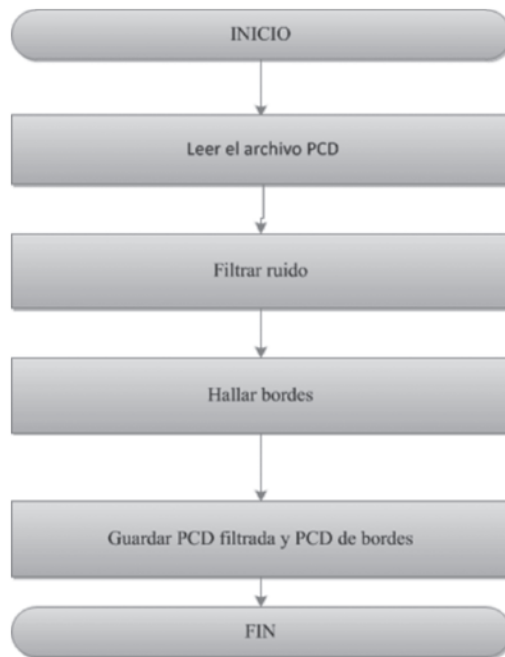 INICIO
Leer el archivo PCD
Filtrar ruido
Hallar bordes
Guardar PCD filtrada y PCD de bordes
FIN